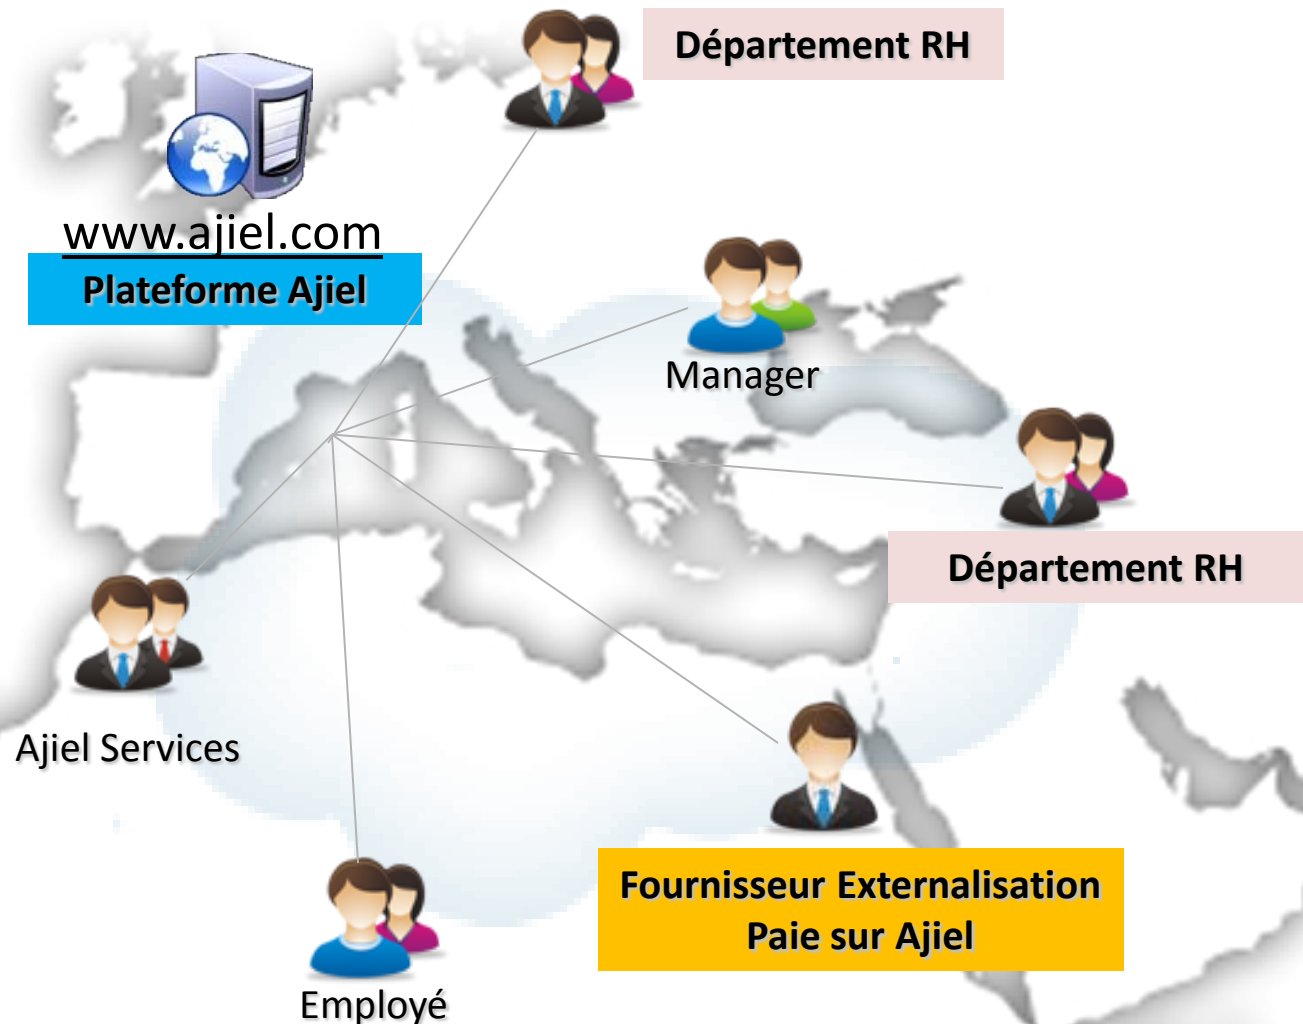 Département RH
www.ajiel.com
Plateforme Ajiel
Manager
Département RH
Ajiel Services
Fournisseur Externalisation
Paie sur Ajiel
Employé